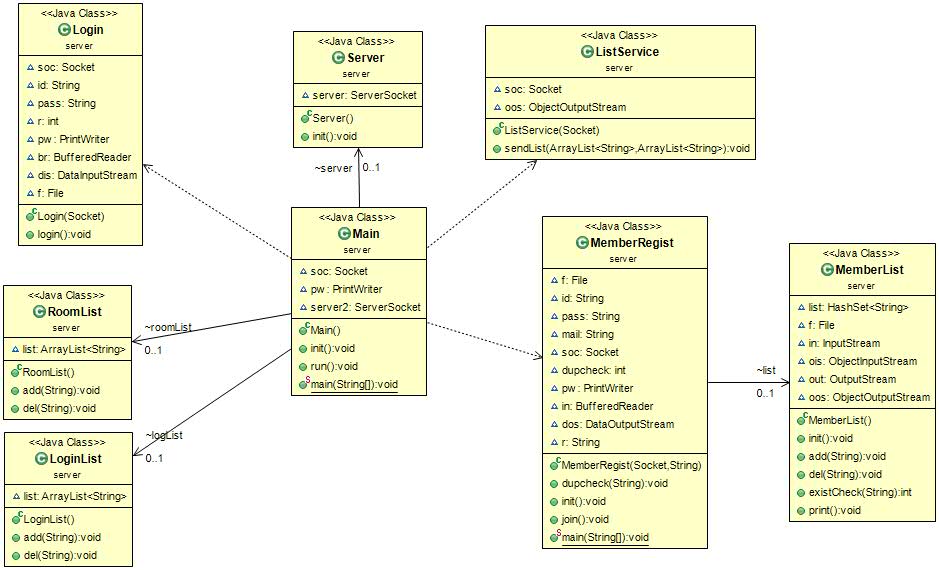 <<Java Class>>
Login
server
soc: Socket
id: String
pass: String
r: int
pw: PrintWriter
br: BufferedReader
dis: DataInputStream
f: File
Login(Socket)
login():void
<<Java Class>>
Server
server
server: ServerSocket
Server()
init():void
<<Java Class>>
ListService
server
soc: Socket
oos: ObjectOutputStream
ListService(Socket)
sendList(ArrayList<String>,ArrayList<String>):void
~server
0..1
<<Java Class>>
Main
server
soc: Socket
pw: PrintWriter
server2: ServerSocket
Main()
init():void
run():void
main(String[]):void
<<Java Class>>
MemberRegist
server
f: File
id: String
pass: String
mail: String
soc: Socket
dupcheck: int
pw: PrintWriter
in: BufferedReader
dos: DataOutputStream
r: String
MemberRegist(Socket,String)
dupcheck(String):void
init():void
join():void
main(String[]):void
~list
0..1
<<Java Class>>
MemberList
server
list: HashSet<String>
f: File
in: InputStream
ois: ObjectInputStream
out: OutputStream
oos: ObjectOutputStream
MemberList()
init():void
add(String):void
del(String):void
existCheck(String):int
print():void
<<Java Class>>
RoomList
server
list: ArrayList<String>
RoomList()
add(String):void
del(String):void
~roomList
0..1
<<Java Class>>
LoginList
server
list: ArrayList<String>
LoginList()
add(String):void
del(String):void
~logList
0..1